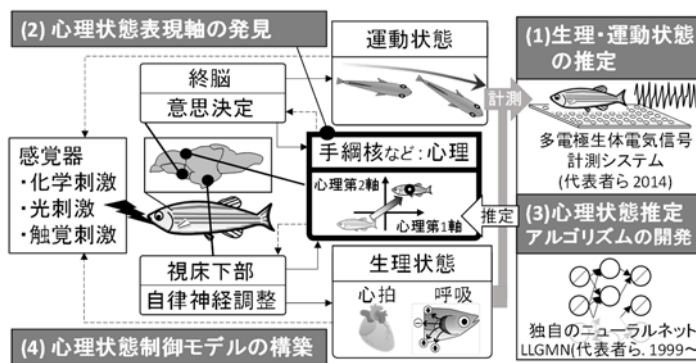 (2) 心理状態表現軸の発見
運動状態
(1)生理・運動状態
の推定
終脳
意思決定
計測
多電極生体電気信号
計測システム
(代表者ら 2014)
感覚器
・化学刺激
・光刺激
・触覚刺激
手綱核など:心理
心理第2軸
心理第1軸
推定
(3)心理状態推定
アルゴリズムの開発
視床下部
自律神経調整
生理状態
心拍
呼吸
独自のニューラルネット
LLGMN(代表者ら. 1999~
(4) 心理状態制御モデルの構築